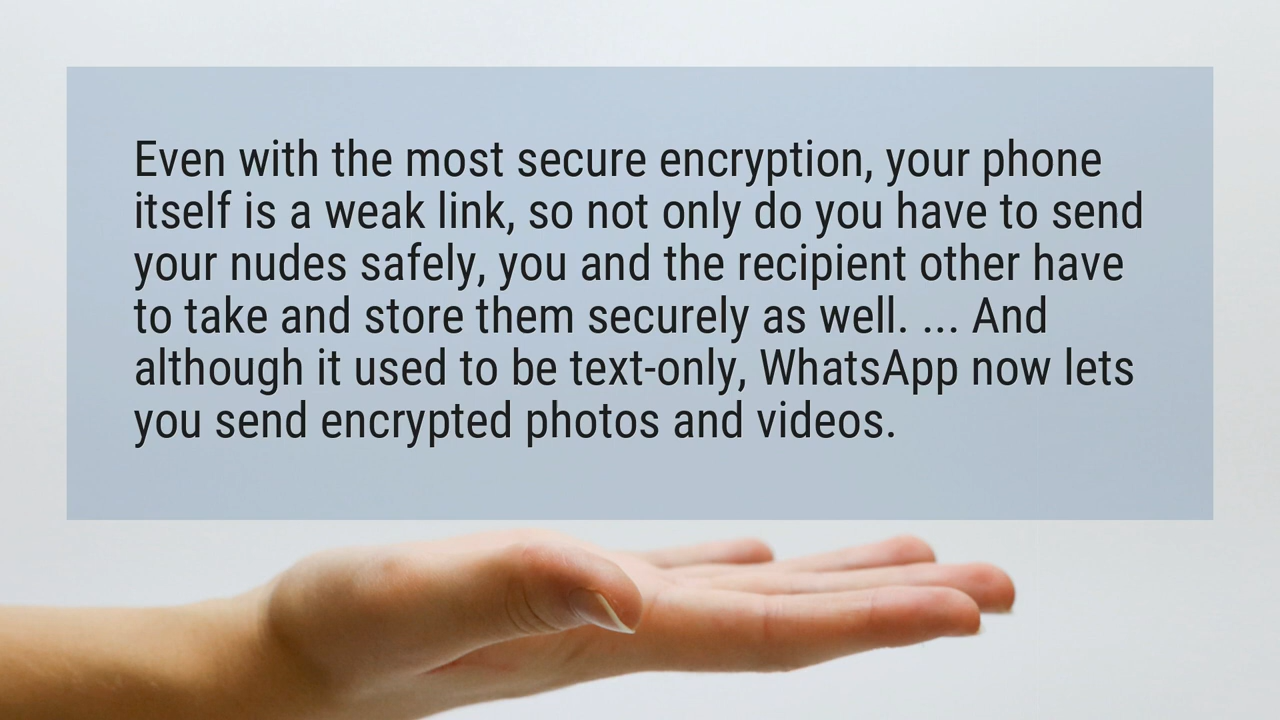 Even with the most secure encryption, your phone
itself is a weak link, so not only do you have to send
your nudes safely, you and the recipient other have
to take and store them securely as well. ... And
although it used to be text-only, WhatsApp now lets
you send encrypted photos and videos.